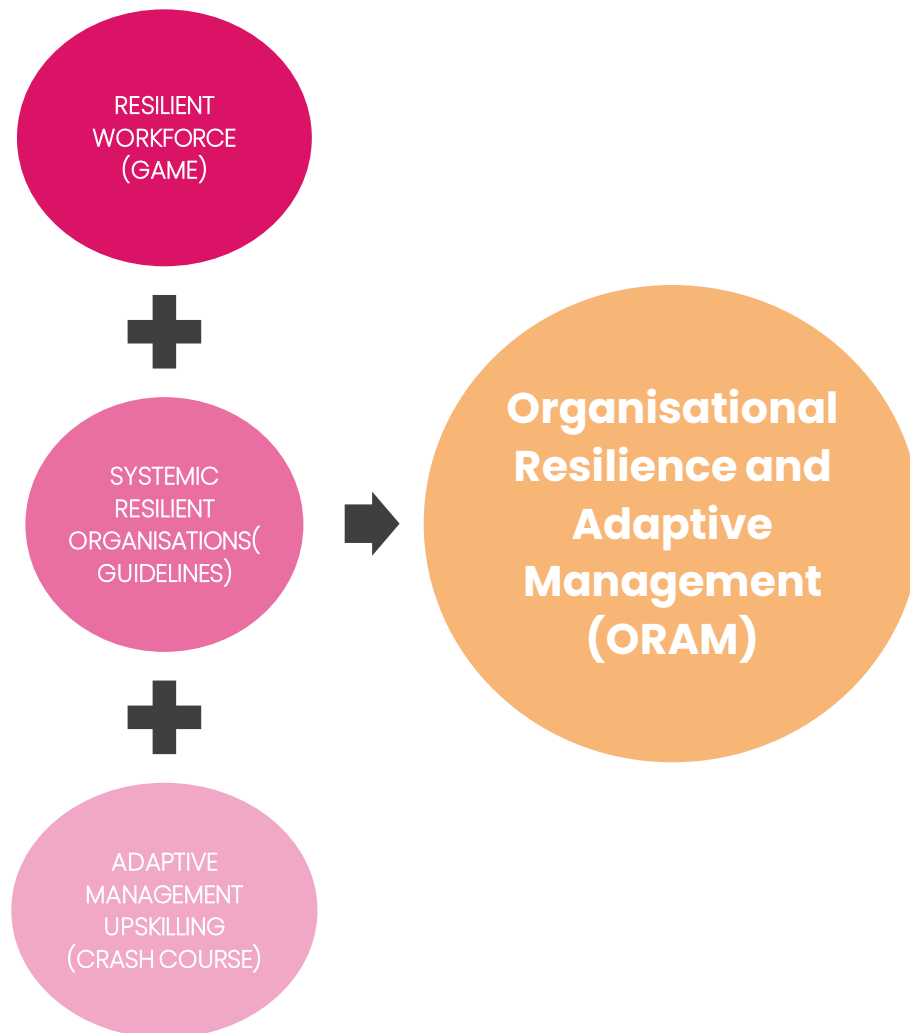 RESILIENT
WORKFORCE
(GAME)
SYSTEMIC
RESILIENT
ORGANISATIONS(
GUIDELINES)
ADAPTIVE
MANAGEMENT
UPSKILLING
(CRASH COURSE)
Organisational
Resilience and
Adaptive
Management
(ORAM)